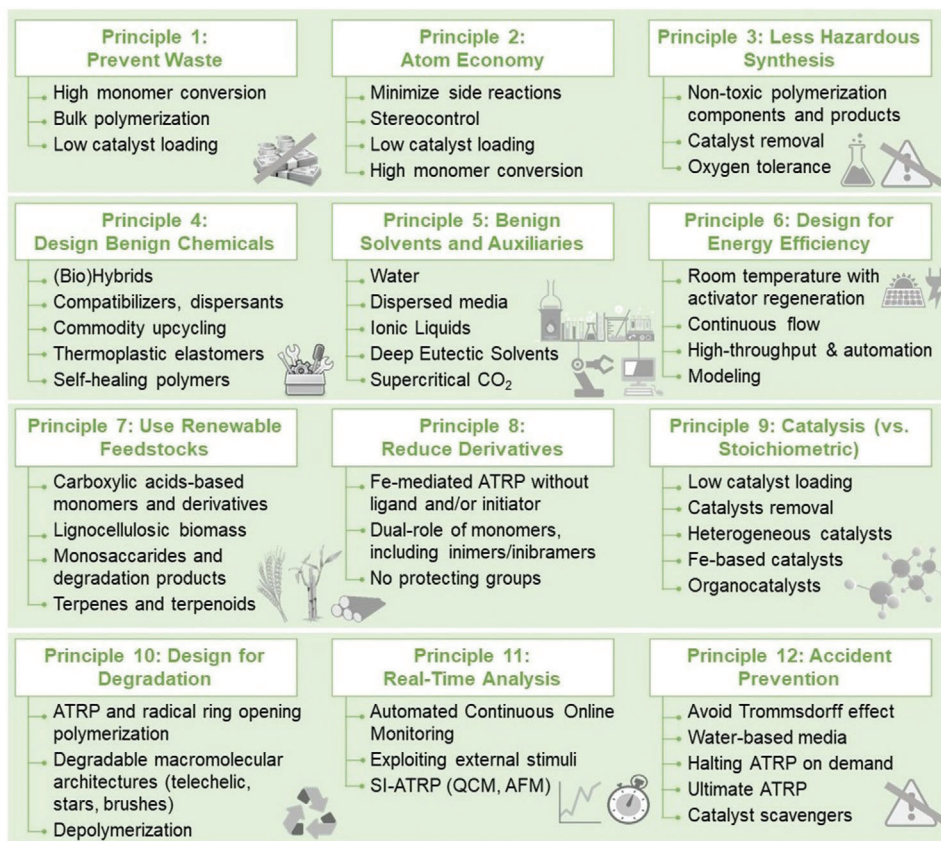 Principle 1:
Prevent Waste
High monomer conversion
Bulk polymerization
Low catalyst loading
Principle 2:
Atom Economy
Minimize side reactions
Stereocontrol
Low catalyst loading
High monomer conversion
Principle 3: Less Hazardous
Synthesis
Non-toxic polymerization
components and products
Catalyst removal
Oxygen tolerance
Principle 4:
Design Benign Chemicals
(Bio)Hybrids
Compatibilizers, dispersants
Commodity upcycling
Thermoplastic elastomers
Self-healing polymers
Principle 5: Benign
Solvents and Auxiliaries
Water
Dispersed media
Ionic Liquids
Deep Eutectic Solvents
Supercritical CO₂
Principle 6: Design for
Energy Efficiency
Room temperature with
activator regeneration
Continuous flow
High-throughput & automation
Modeling
Principle 7: Use Renewable
Feedstocks
Carboxylic acids-based
monomers and derivatives
Lignocellulosic biomass
Monosaccarides and
degradation products
Terpenes and terpenoids
Principle 8:
Reduce Derivatives
Fe-mediated ATRP without
ligand and/or initiator
Dual-role of monomers,
including inimers/inibramers
No protecting groups
Principle 9: Catalysis (vs.
Stoichiometric)
Low catalyst loading
Catalysts removal
Heterogeneous catalysts
Fe-based catalysts
Organocatalysts
Principle 10: Design for
Degradation
ATRP and radical ring opening
polymerization
Degradable macromolecular
architectures (telechelic,
stars, brushes)
Depolymerization
Principle 11:
Real-Time Analysis
Automated Continuous Online
Monitoring
Exploiting external stimuli
SI-ATRP (QCM, AFM)
Principle 12: Accident
Prevention
Avoid Trommsdorff effect
Water-based media
Halting ATRP on demand
Ultimate ATRP
Catalyst scavengers